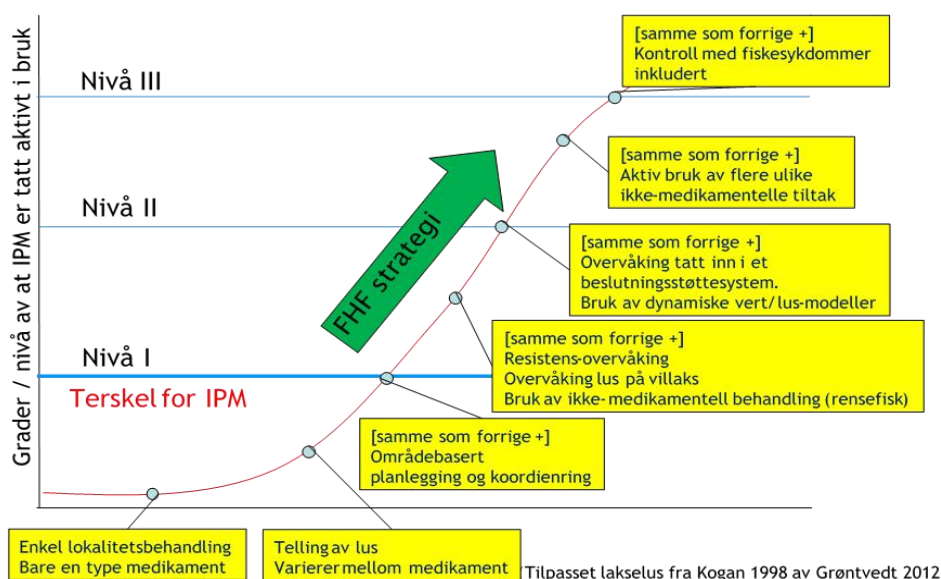 Grader / nivå av at IPM er tatt aktivt i bruk
Nivå III
Nivå II
Nivå I
Terskel for IPM
FHF strategi
[samme som forrige +]
Kontroll med fiskesykdommer
inkludert
[samme som forrige +]
Aktiv bruk av flere ulike
ikke-medikamentelle tiltak
[samme som forrige +]
Overvåking tatt inn i et
beslutningsstøttesystem.
Bruk av dynamiske vert/lus-modeller
[samme som forrige +]
Resistens-overvåking
Overvåking lus på villaks
Bruk av ikke-medikamentell behandling (rensefisk)
[samme som forrige +]
Områdebasert
planlegging og koordienring
Enkel lokalitetsbehandling
Bare en type medikament
Telling av lus
Varierer mellom medikament
Tilpasset lakselus fra Kogan 1998 av Grøntvedt 2012